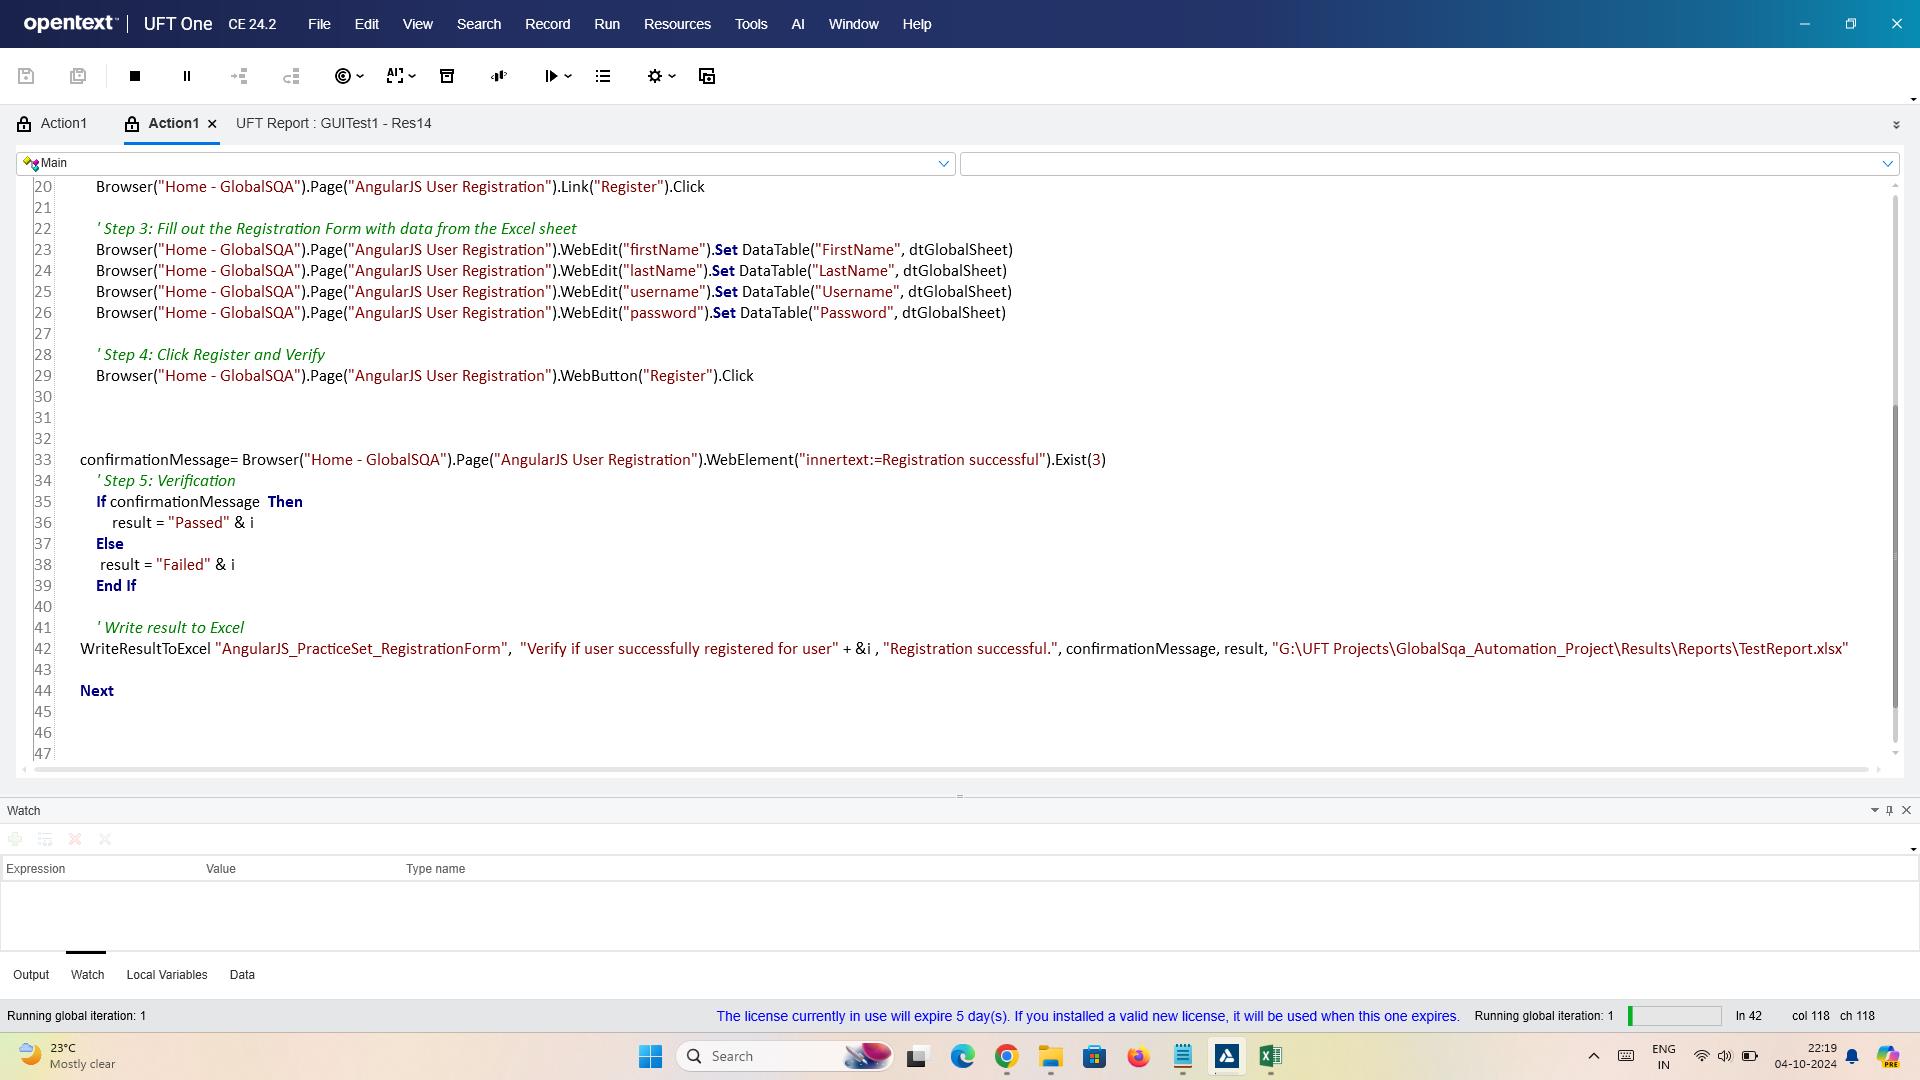 opentext™ | UFT One CE 24.2 File Edit View Search Record Run Resources Tools AI Window Help
Action1 Action1 × UFT Report : GUITest1 - Res14
Main
20 Browser("Home - GlobalSQA").Page("AngularJS User Registration").Link("Register").Click
21
22 ' Step 3: Fill out the Registration Form with data from the Excel sheet
23 Browser("Home - GlobalSQA").Page("AngularJS User Registration").WebEdit("firstName").Set DataTable("FirstName", dtGlobalSheet)
24 Browser("Home - GlobalSQA").Page("AngularJS User Registration").WebEdit("lastName").Set DataTable("LastName", dtGlobalSheet)
25 Browser("Home - GlobalSQA").Page("AngularJS User Registration").WebEdit("username").Set DataTable("Username", dtGlobalSheet)
26 Browser("Home - GlobalSQA").Page("AngularJS User Registration").WebEdit("password").Set DataTable("Password", dtGlobalSheet)
27
28 ' Step 4: Click Register and Verify
29 Browser("Home - GlobalSQA").Page("AngularJS User Registration").WebButton("Register").Click
30
31
32
33 confirmationMessage= Browser("Home - GlobalSQA").Page("AngularJS User Registration").WebElement("innertext:=Registration successful").Exist(3)
34 ' Step 5: Verification
35 If confirmationMessage Then
36 result = "Passed" & i
37 Else
38 result = "Failed" & i
39 End If
40
41 ' Write result to Excel
42 WriteResultToExcel "AngularJS_PracticeSet_RegistrationForm", "Verify if user successfully registered for user" + &i , "Registration successful.", confirmationMessage, result, "G:\UFT Projects\GlobalSqa_Automation_Project\Results\Reports\TestReport.xlsx"
43
44 Next
45
46
47
Watch
Expression Value Type name
Output Watch Local Variables Data
Running global iteration: 1 The license currently in use will expire 5 day(s). If you installed a valid new license, it will be used when this one expires. Running global iteration: 1 ln 42 col 118 ch 118
23°C
Mostly clear
Search
ENG
IN
22:19
04-10-2024
PRE